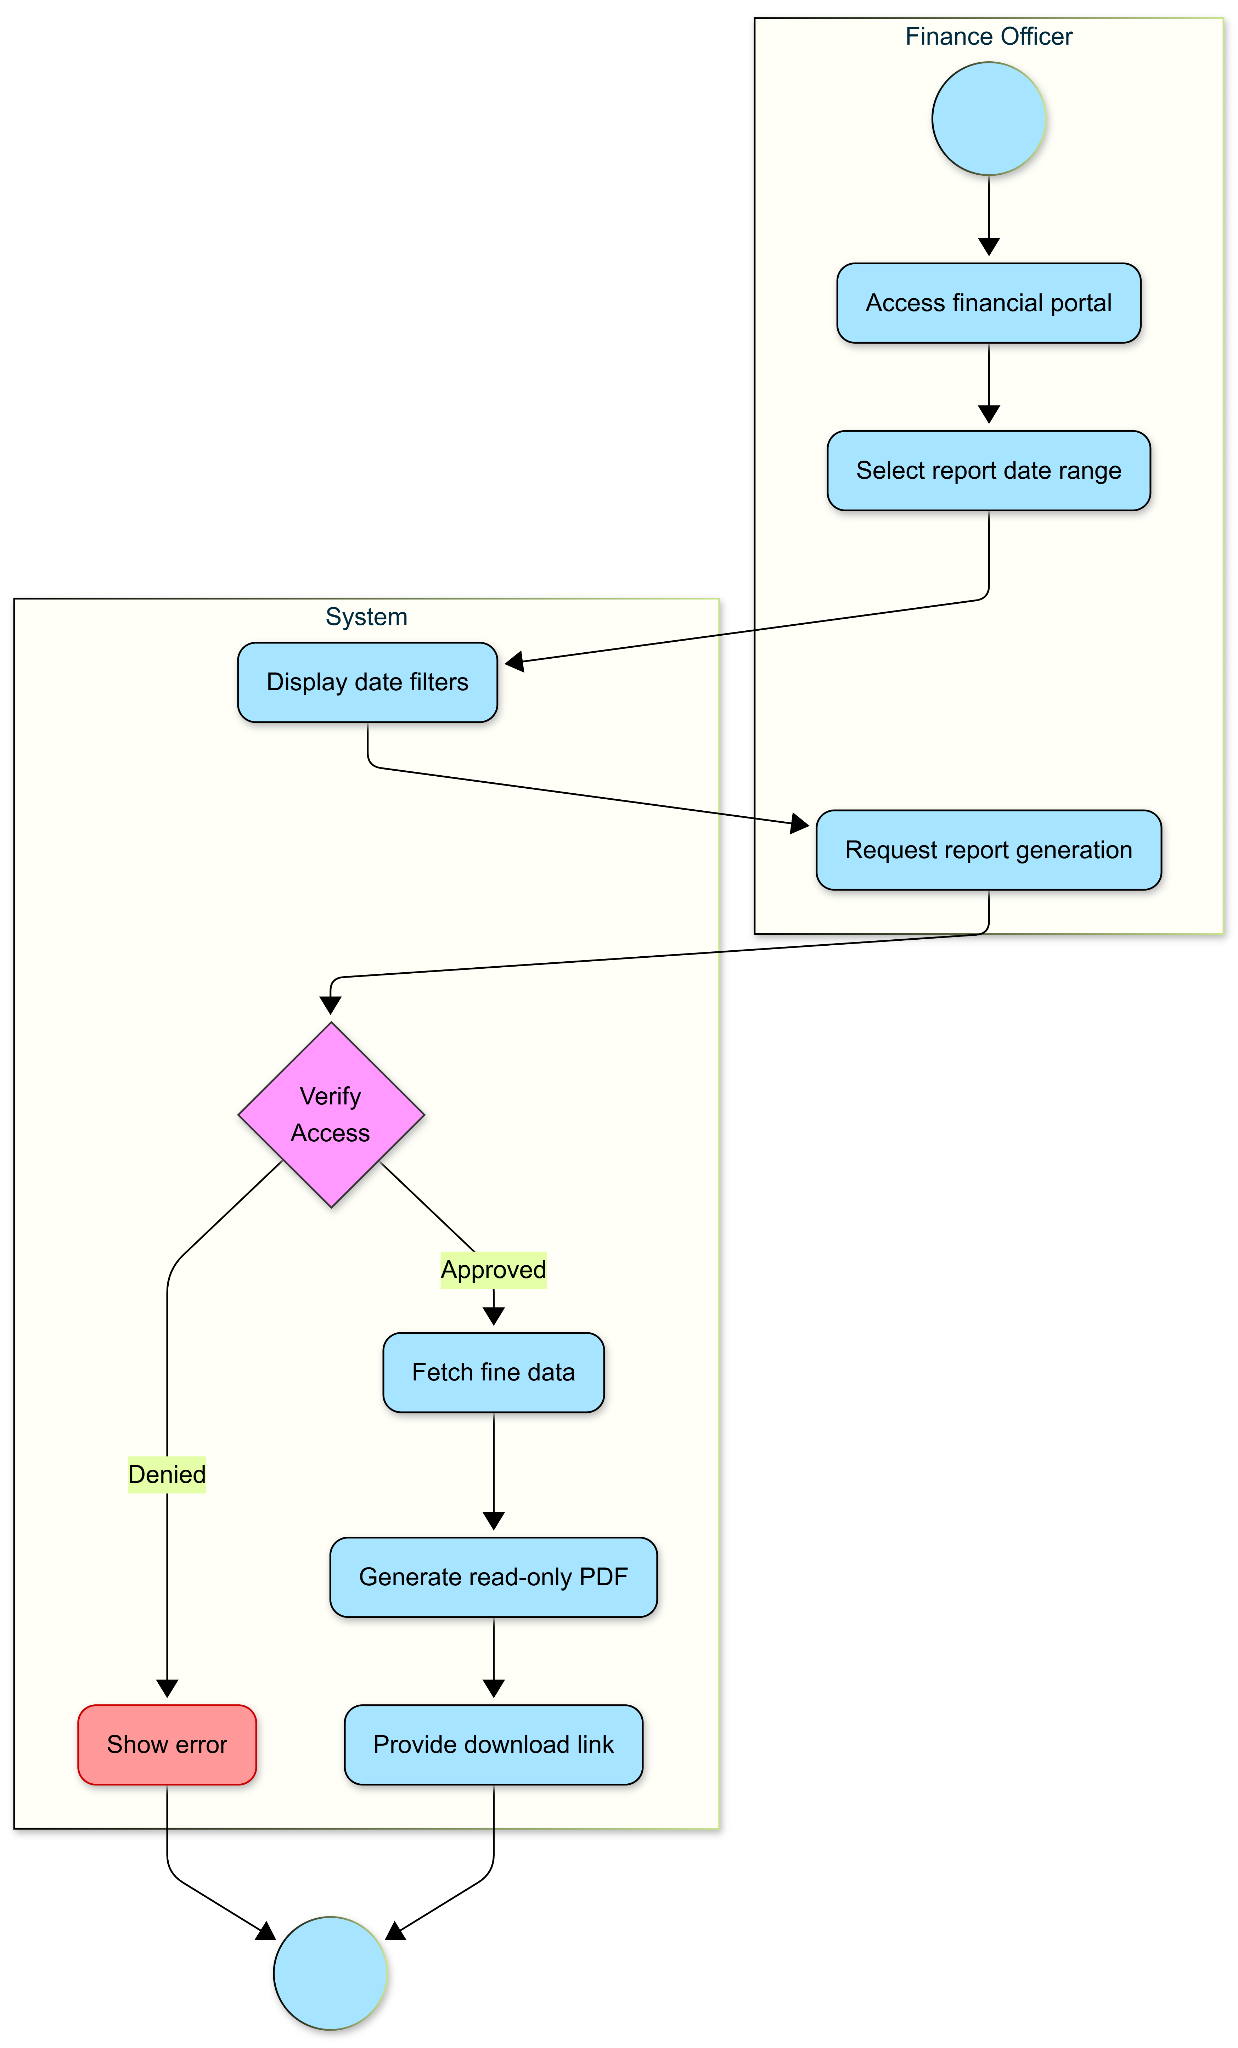 Finance Officer
Access financial portal
Select report date range
System
Display date filters
Request report generation
Verify
Access
Approved
Fetch fine data
Denied
Generate read-only PDF
Show error
Provide download link